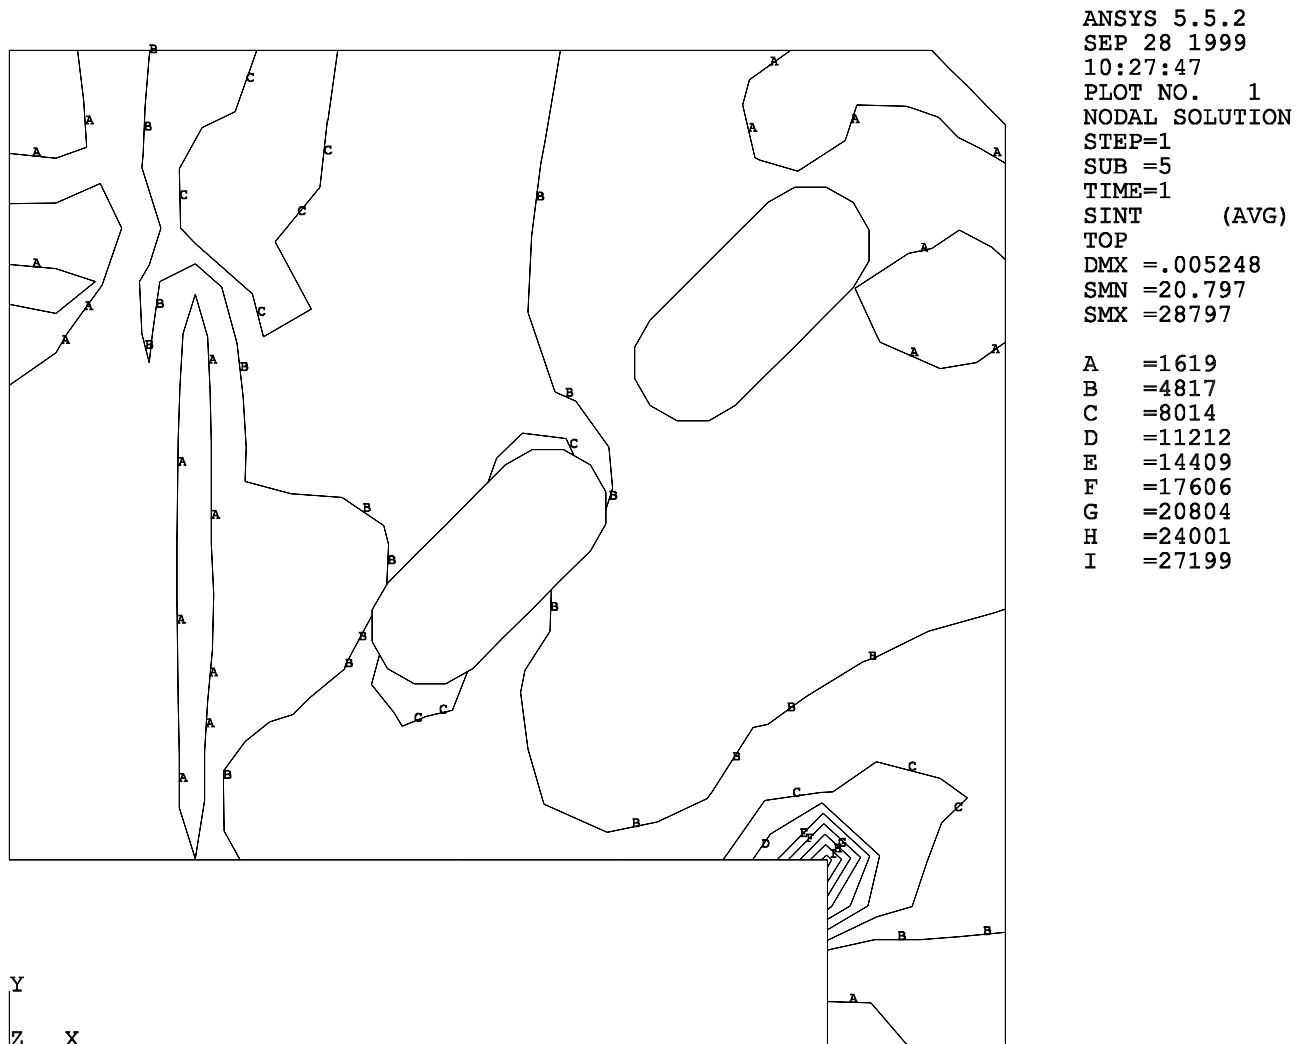 ANSYS 5.5.2
SEP 28 1999
10:27:47
PLOT NO.   1
NODAL SOLUTION
STEP=1
SUB =5
TIME=1
SINT     (AVG)
TOP
DMX =.005248
SMN =20.797
SMX =28797
A   =1619
B   =4817
C   =8014
D   =11212
E   =14409
F   =17606
G   =20804
H   =24001
I   =27199
B
C
A
A
B
A
C
B
A
A
A
C
B
C
A
A
B
A
C
A
B
A
A
A
B
B
C
A
B
B
A
B
B
A
B
B
B
A
C
C
A
B
B
A
B
C
C
C
B
E
F
G
D
B
B
A
Y
Z X